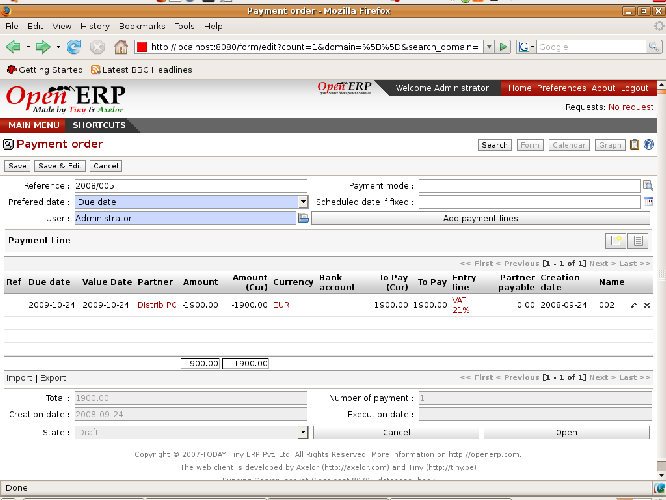 Payment order - Mozilla Firefox
File Edit View History Bookmarks Tools Help
http://localhost:8080/form/edit?count=1&domain=%5B%5D&search_domain=
Google
Getting Started Latest BBC Headlines
Open ERP
Made by Tiny & Axelor
OpenERP
Welcome Administrator
Home Preferences About Logout
Requests: No request
MAIN MENU SHORTCUTS
Payment order
Search Form Calendar Graph
Save Save & Edit Cancel
Reference : 2008/005 Payment mode :
Prefered date : Due date Scheduled date if fixed :
User : Administrator Add payment lines
Payment Line
<< First < Previous [1 - 1 of 1] Next > Last >>
Ref Due date Value Date Partner Amount Amount (Cur) Currency Bank account To Pay (Cur) To Pay Entry line Partner payable Creation date Name
2009-10-24 2009-10-24 Distrib PC -1900.00 -1900.00 EUR 1900.00 1900.00 VAT 21% 0.00 2008-09-24 002
1900.00
Import | Export << First < Previous [1 - 1 of 1] Next > Last >>
Total : 1900.00 Number of payment : 1
Creation date : 2008-09-24 Execution date :
State : Draft Cancel Open
Copyright © 2007-TODAY Tiny ERP Pvt. Ltd. All Rights Reserved. More information on http://openerp.com.
The web client is developed by Axelor (http://axelor.com) and Tiny (http://tiny.be)
Done